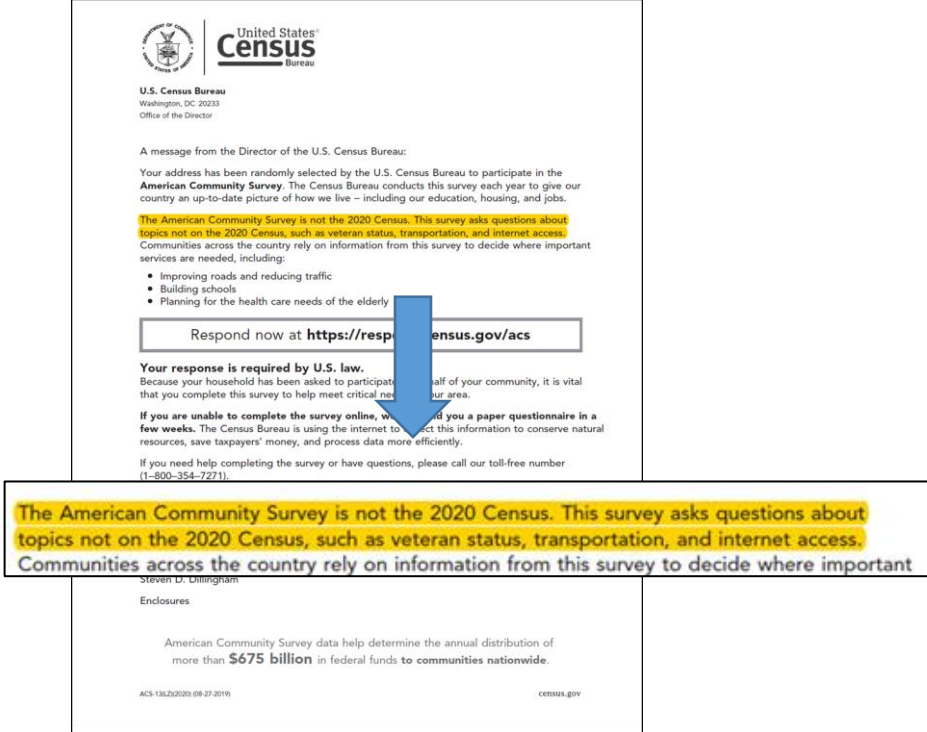 United States®
Census
Bureau
DEPARTMENT OF COMMERCE
UNITED STATES OF AMERICA
U.S. Census Bureau
Washington, DC 20233
Office of the Director
A message from the Director of the U.S. Census Bureau:
Your address has been randomly selected by the U.S. Census Bureau to participate in the
American Community Survey. The Census Bureau conducts this survey each year to give our
country an up-to-date picture of how we live – including our education, housing, and jobs.
The American Community Survey is not the 2020 Census. This survey asks questions about
topics not on the 2020 Census, such as veteran status, transportation, and internet access.
Communities across the country rely on information from this survey to decide where important
services are needed, including:
• Improving roads and reducing traffic
• Building schools
• Planning for the health care needs of the elderly
Respond now at https://resp ensus.gov/acs
Your response is required by U.S. law.
Because your household has been asked to participate alf of your community, it is vital
that you complete this survey to help meet critical ne ur area.
If you are unable to complete the survey online, w d you a paper questionnaire in a
few weeks. The Census Bureau is using the internet to ect this information to conserve natural
resources, save taxpayers' money, and process data more efficiently.
If you need help completing the survey or have questions, please call our toll-free number
(1–800–354–7271).
The American Community Survey is not the 2020 Census. This survey asks questions about
topics not on the 2020 Census, such as veteran status, transportation, and internet access.
Communities across the country rely on information from this survey to decide where important
Steven D. Dillingham
Enclosures
American Community Survey data help determine the annual distribution of
more than $675 billion in federal funds to communities nationwide.
ACS-13(LZ)(2020) (08-27-2019)
census.gov